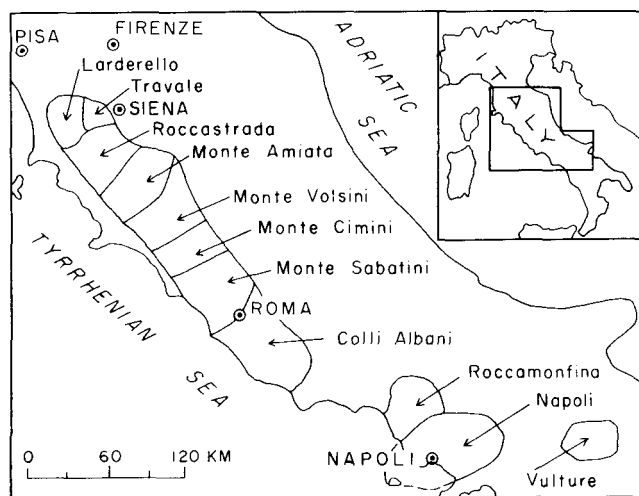 PISA
FIRENZE
Larderello
Travale
SIENA
Roccastrada
Monte Amiata
Monte Volsini
Monte Cimini
Monte Sabatini
ROMA
Colli Albani
Roccamonfina
Napoli
NAPOLI
Vulture
ADRIATIC
SEA
TYRRHENIAN
SEA
ITALY
0 60 120 KM